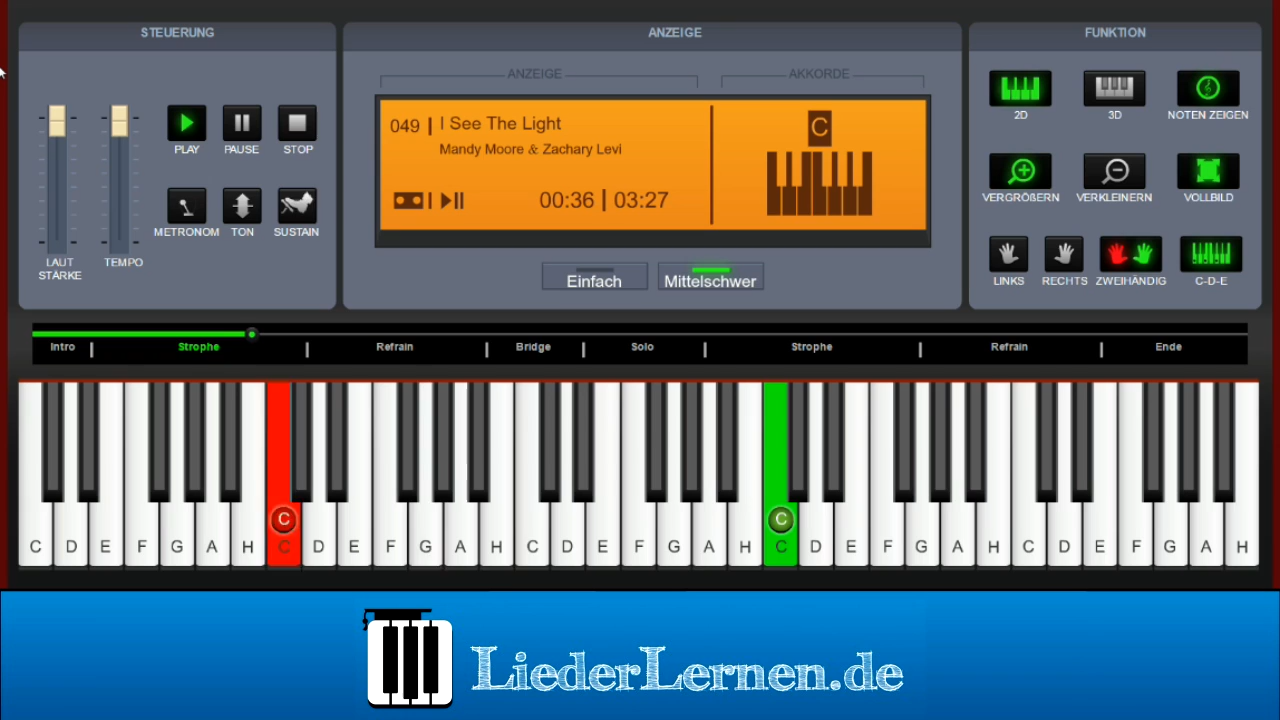 STEUERUNG
PLAY PAUSE STOP
METRONOM TON SUSTAIN
LAUT
STÄRKE
TEMPO
ANZEIGE
ANZEIGE AKKORDE
049 | I See The Light
Mandy Moore & Zachary Levi
00:36 | 03:27
C
Einfach Mittelschwer
FUNKTION
2D 3D NOTEN ZEIGEN
VERGRÖßERN VERKLEINERN VOLLBILD
LINKS RECHTS ZWEIHÄNDIG C-D-E
Intro | Strophe | Refrain | Bridge | Solo | Strophe | Refrain | Ende
C C
C D E F G A H C D E F G A H C D E F G A H C D E F G A H C D E F G A H
LiederLernen.de